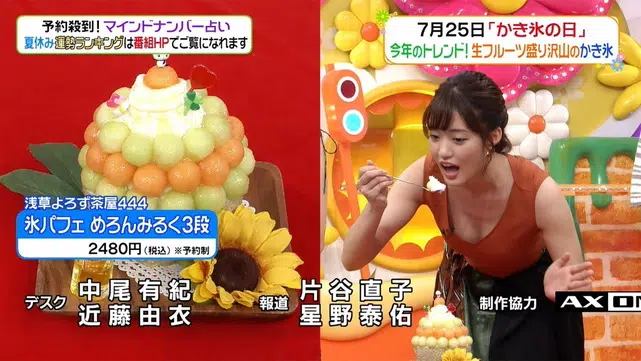 予約殺到!マインドナンバー占い
夏休み運勢ランキングは番組HPでご覧になれます
7月25日「かき氷の日」
今年のトレンド!生フルーツ盛り沢山のかき氷
浅草よろず茶屋444
氷パフェ めろんみるく3段
2480円(税込)※予約制
デスク 中尾有紀
近藤由衣
報道 片谷直子
星野泰佑
制作協力 AXON